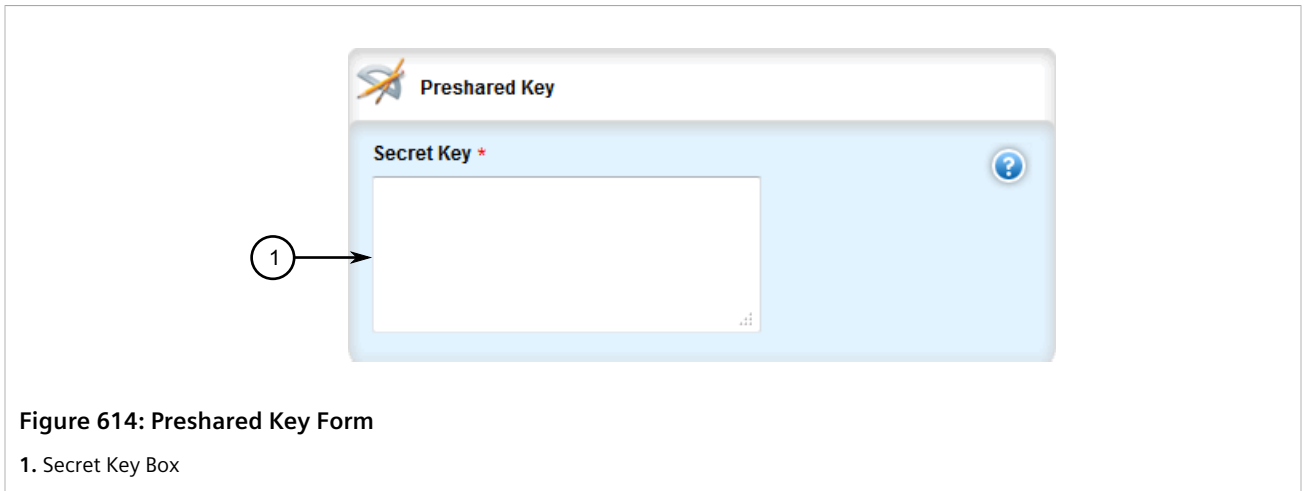 Preshared Key
Secret Key *
1
Figure 614: Preshared Key Form
1. Secret Key Box